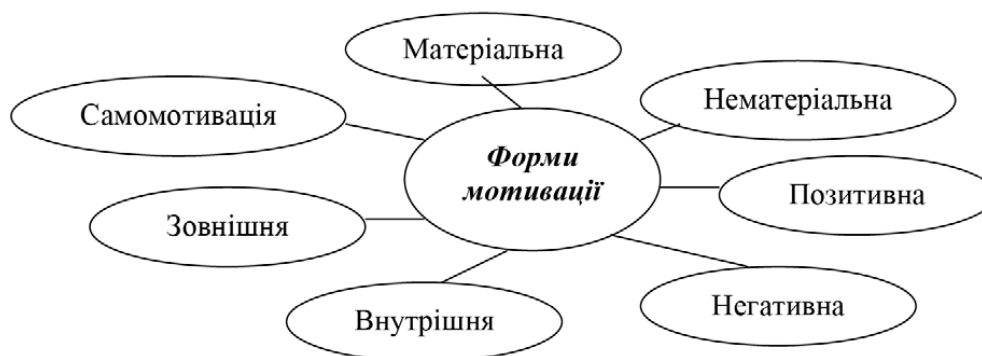 Матеріальна
Нематеріальна
Самомотивація
Форми
мотивації
Позитивна
Зовнішня
Негативна
Внутрішня